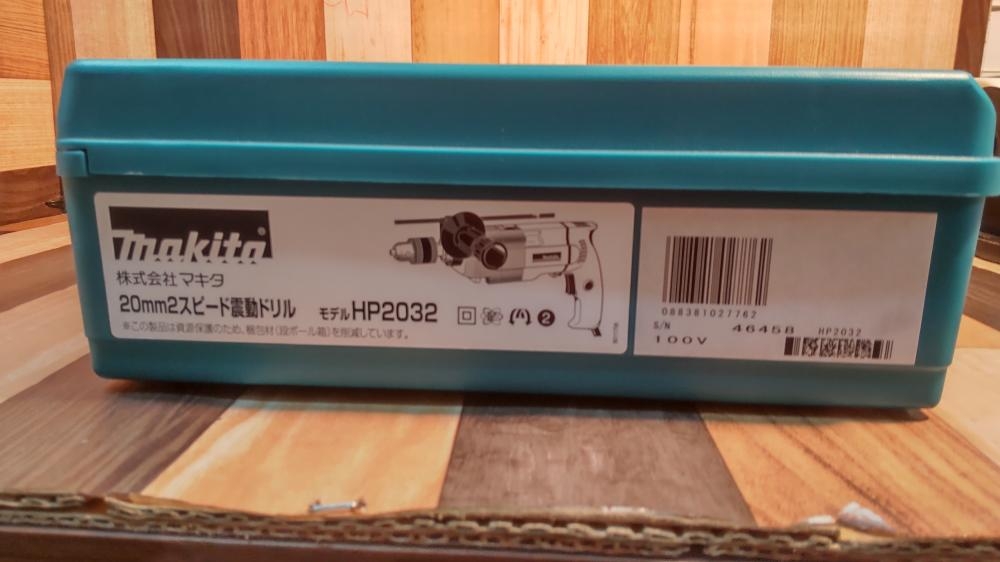 makita
株式会社マキタ
20mm2スピード震動ドリル モデルHP2032
※この製品は資源保護のため、梱包材(段ボール箱)を削減しています。
2
makita
088381027762
S/N 46458 HP2032
100V